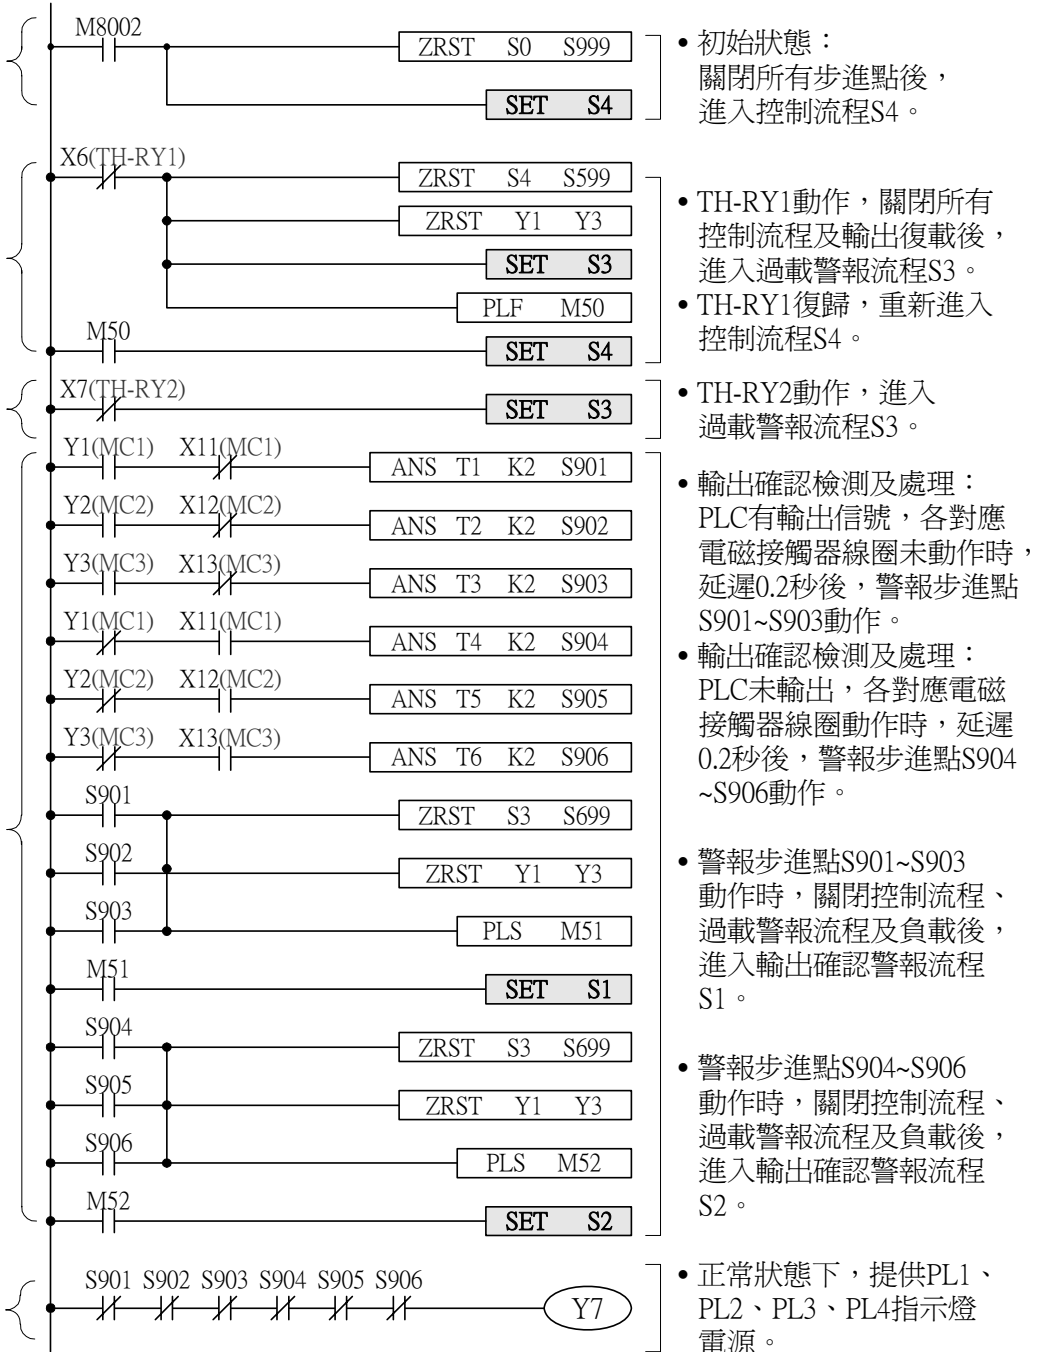 M8002
ZRST S0 S999
SET S4
• 初始狀態：
關閉所有步進點後，
進入控制流程S4。
X6(TH-RY1)
ZRST S4 S599
ZRST Y1 Y3
SET S3
PLF M50
M50
SET S4
• TH-RY1動作，關閉所有
控制流程及輸出復載後，
進入過載警報流程S3。
• TH-RY1復歸，重新進入
控制流程S4。
X7(TH-RY2)
SET S3
• TH-RY2動作，進入
過載警報流程S3。
Y1(MC1) X11(MC1)
ANS T1 K2 S901
Y2(MC2) X12(MC2)
ANS T2 K2 S902
Y3(MC3) X13(MC3)
ANS T3 K2 S903
Y1(MC1) X11(MC1)
ANS T4 K2 S904
Y2(MC2) X12(MC2)
ANS T5 K2 S905
Y3(MC3) X13(MC3)
ANS T6 K2 S906
• 輸出確認檢測及處理：
PLC有輸出信號，各對應
電磁接觸器線圈未動作時，
延遲0.2秒後，警報步進點
S901~S903動作。
• 輸出確認檢測及處理：
PLC未輸出，各對應電磁
接觸器線圈動作時，延遲
0.2秒後，警報步進點S904
~S906動作。
S901
ZRST S3 S699
S902
ZRST Y1 Y3
S903
PLS M51
M51
SET S1
• 警報步進點S901~S903
動作時，關閉控制流程、
過載警報流程及負載後，
進入輸出確認警報流程
S1。
S904
ZRST S3 S699
S905
ZRST Y1 Y3
S906
PLS M52
M52
SET S2
• 警報步進點S904~S906
動作時，關閉控制流程、
過載警報流程及負載後，
進入輸出確認警報流程
S2。
S901 S902 S903 S904 S905 S906
Y7
• 正常狀態下，提供PL1、
PL2、PL3、PL4指示燈
電源。